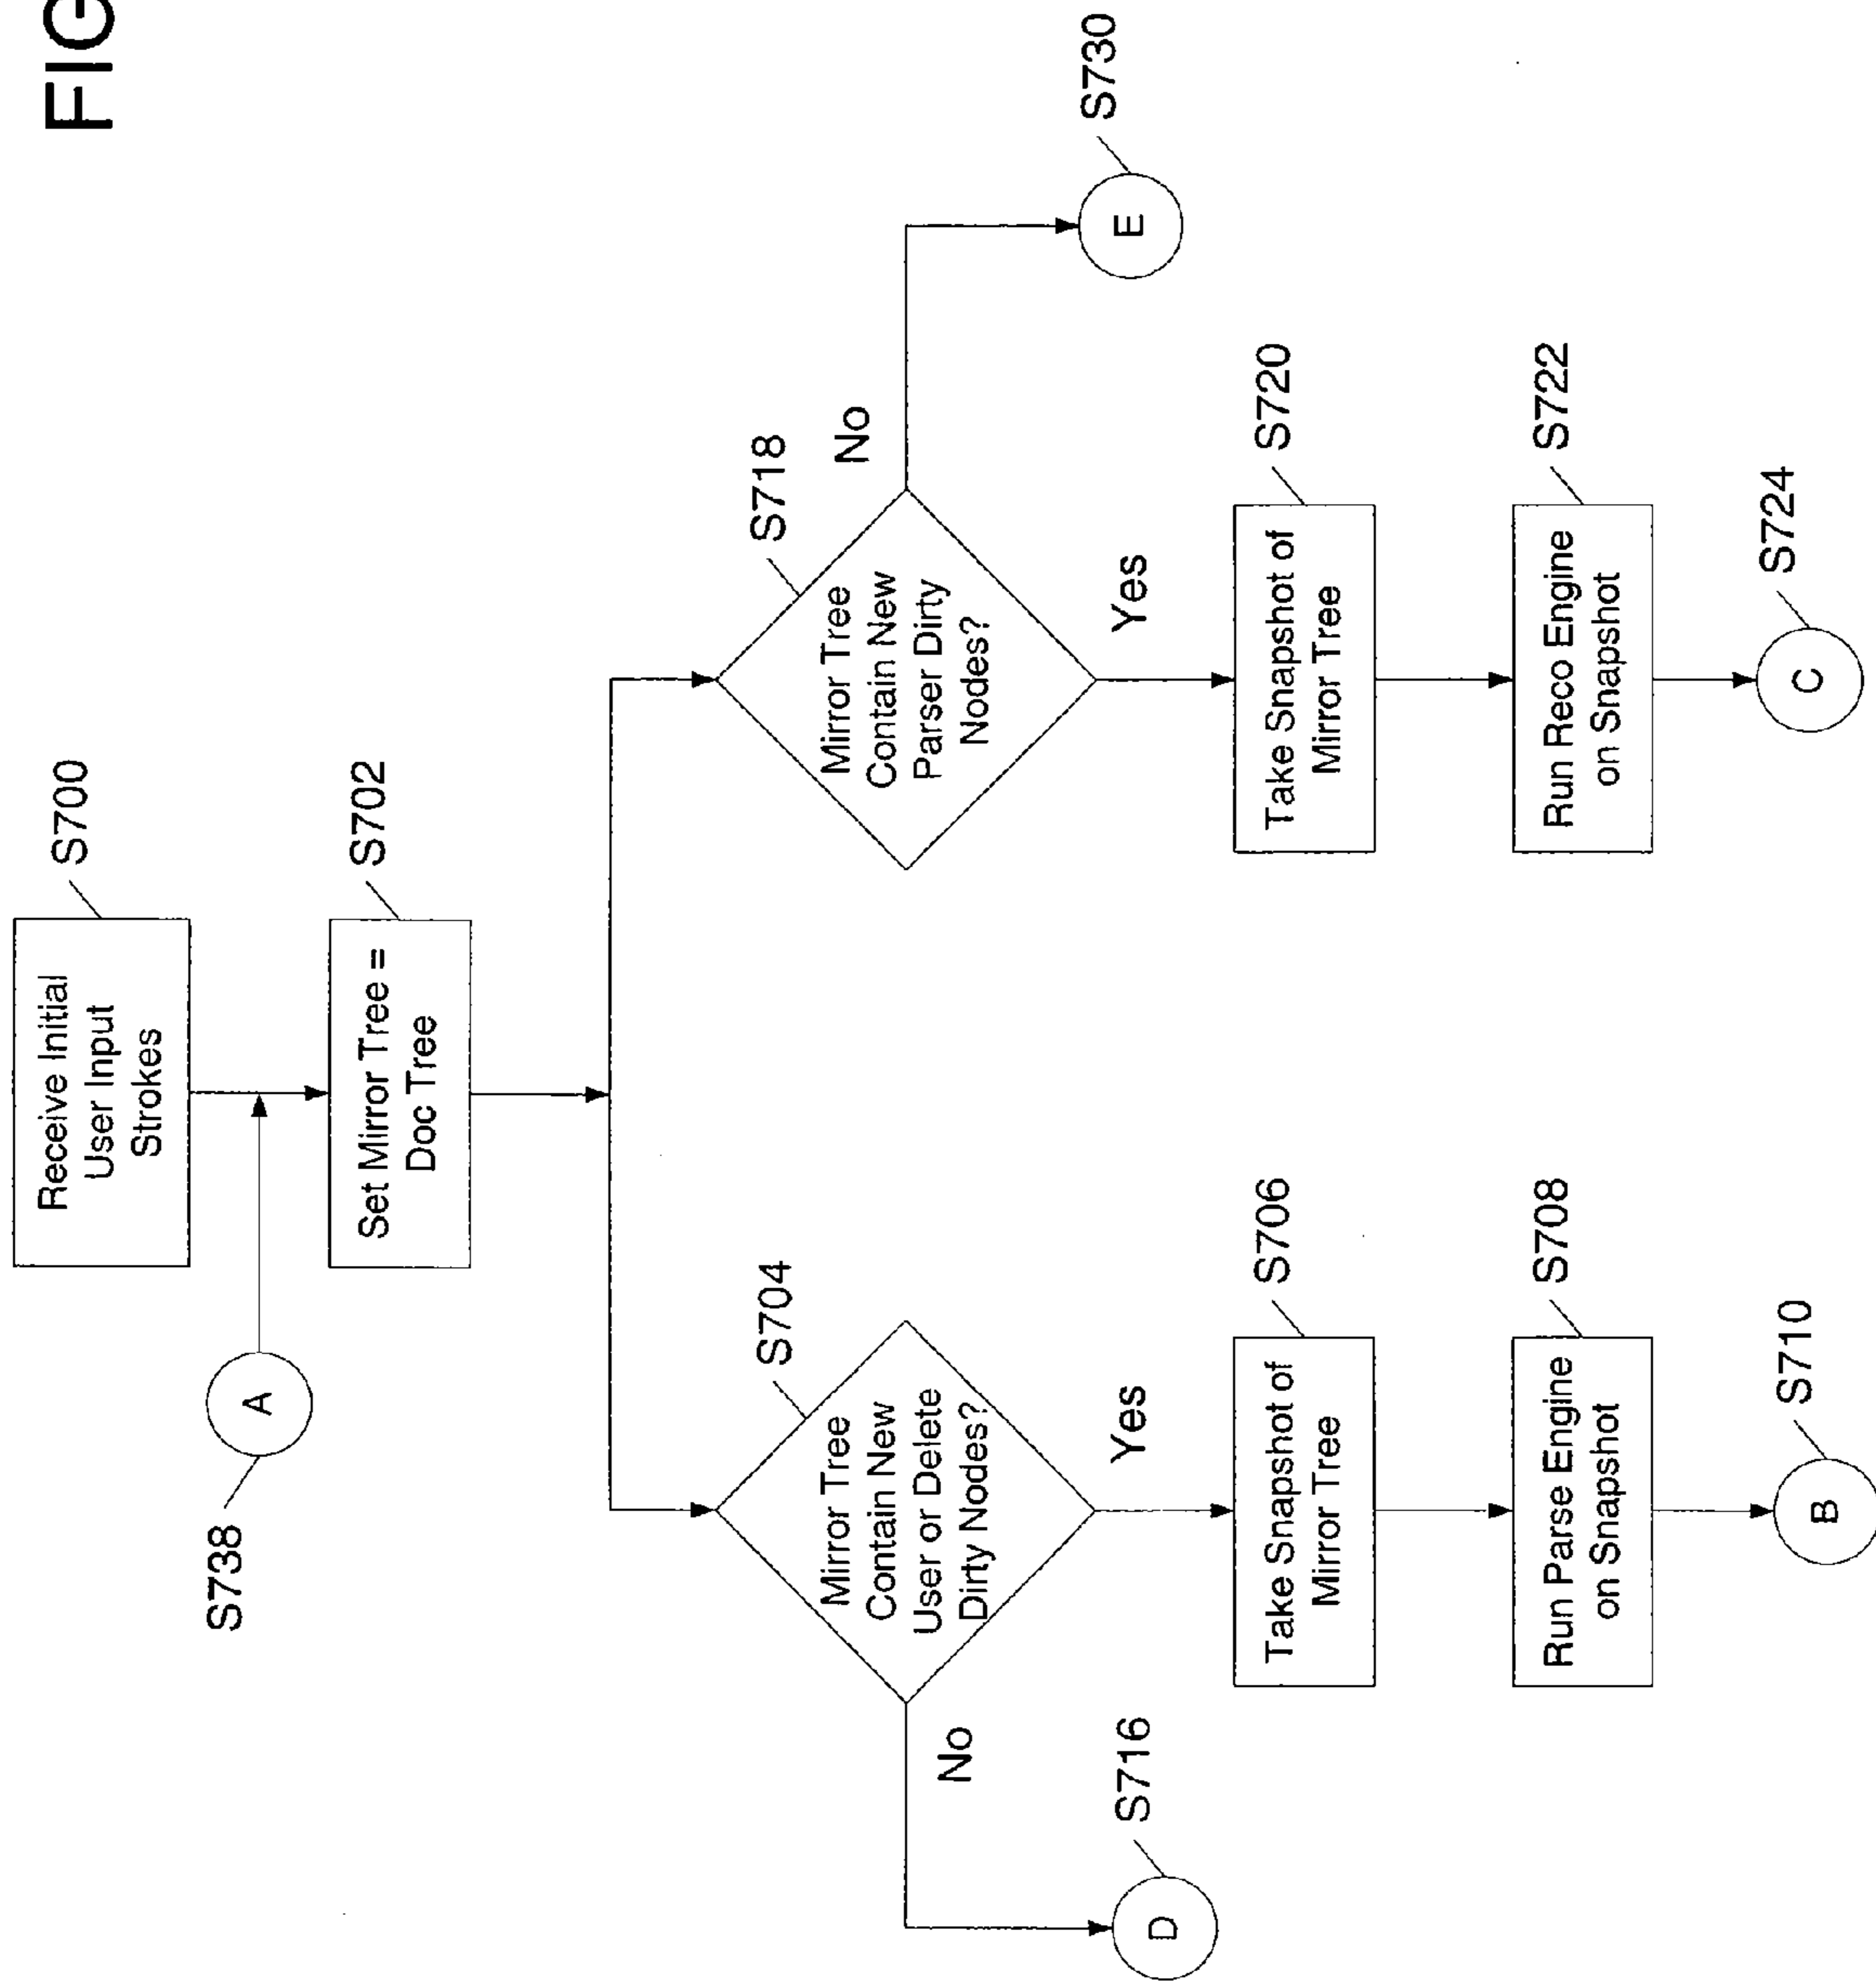 FIG
S700
Receive Initial
User Input
Strokes
S738
A
S702
Set Mirror Tree =
Doc Tree
S704
Mirror Tree
Contain New
User or Delete
Dirty Nodes?
No
Yes
S716
D
S706
Take Snapshot of
Mirror Tree
S708
Run Parse Engine
on Snapshot
S710
B
S718
Mirror Tree
Contain New
Parser Dirty
Nodes?
No
Yes
S730
E
S720
Take Snapshot of
Mirror Tree
S722
Run Reco Engine
on Snapshot
S724
C